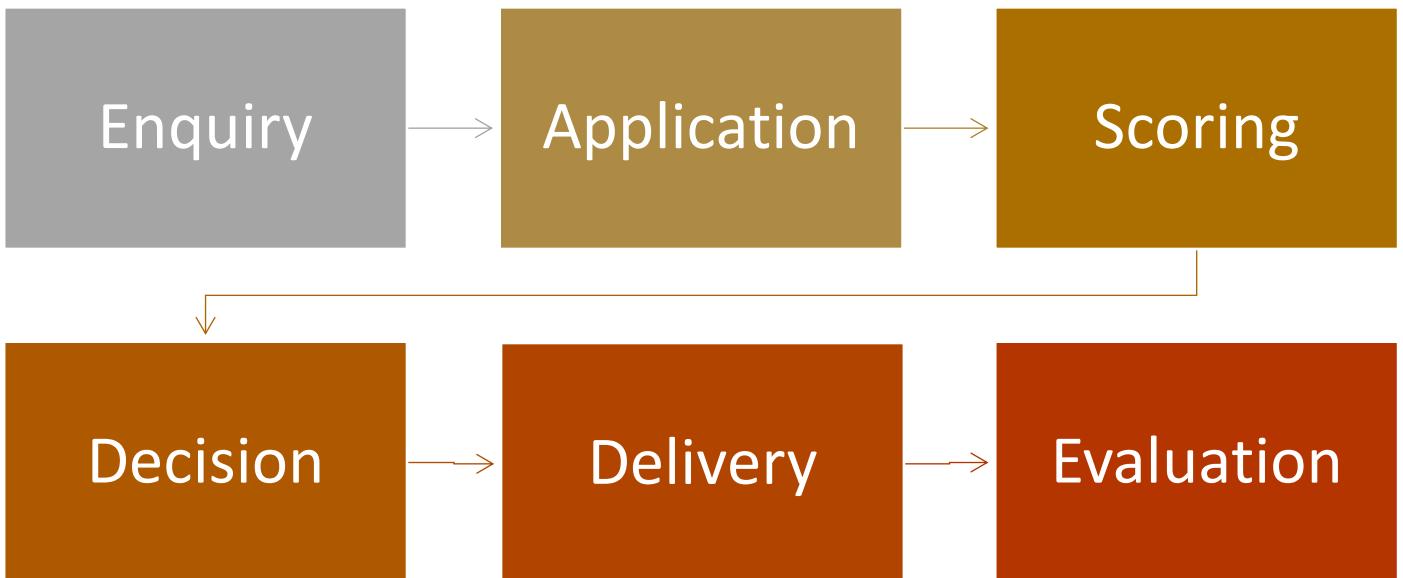 Enquiry
Application
Scoring
Decision
Delivery
Evaluation